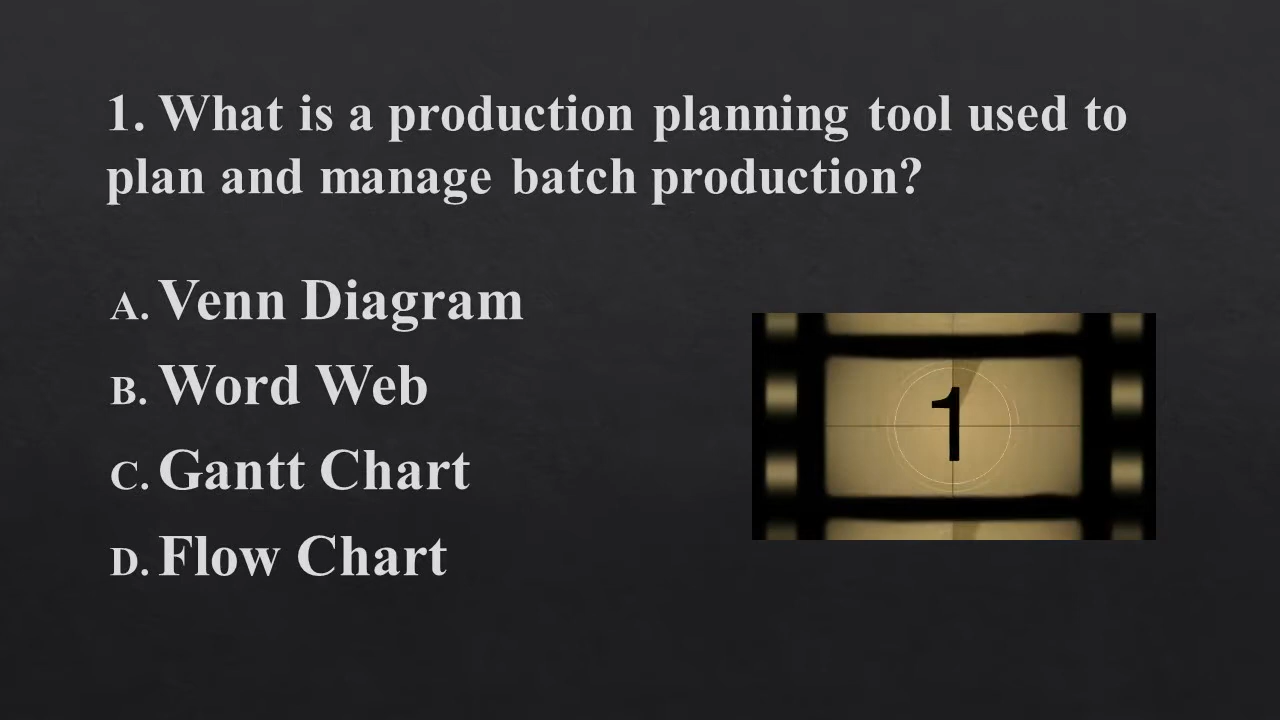 1. What is a production planning tool used to
plan and manage batch production?
A. Venn Diagram
B. Word Web
C. Gantt Chart
D. Flow Chart
1